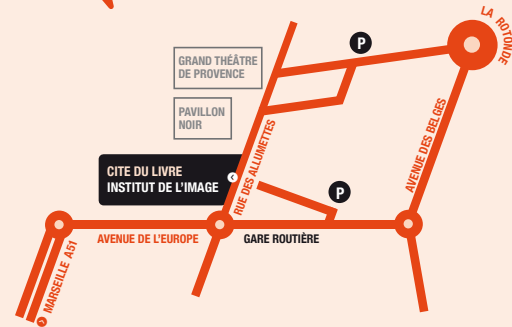 LA ROTONDE
P
GRAND THÉÂTRE
DE PROVENCE
PAVILLON
NOIR
RUE DES ALLUMETTES
AVENUE DES BELGES
CITE DU LIVRE
INSTITUT DE L'IMAGE
P
AVENUE DE L'EUROPE
GARE ROUTIÈRE
MARSEILLE A51